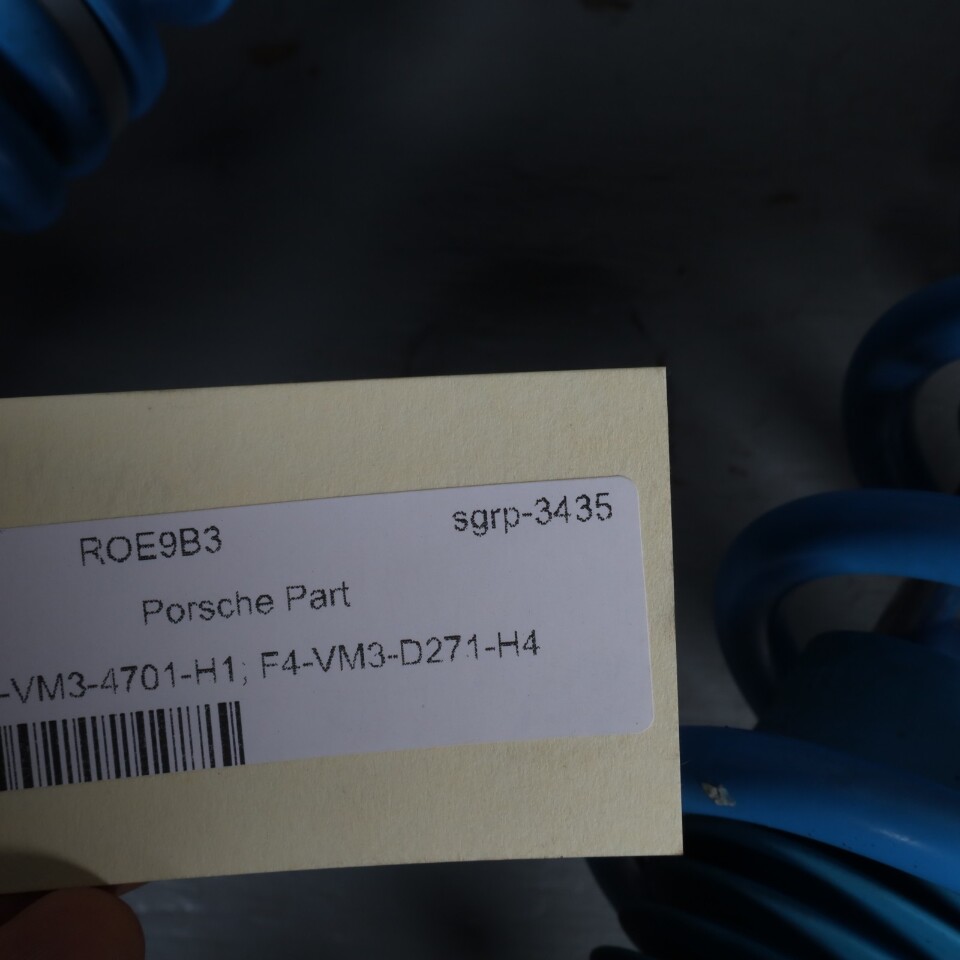 ROE9B3 sgrp-3435
Porsche Part
-VM3-4701-H1; F4-VM3-D271-H4